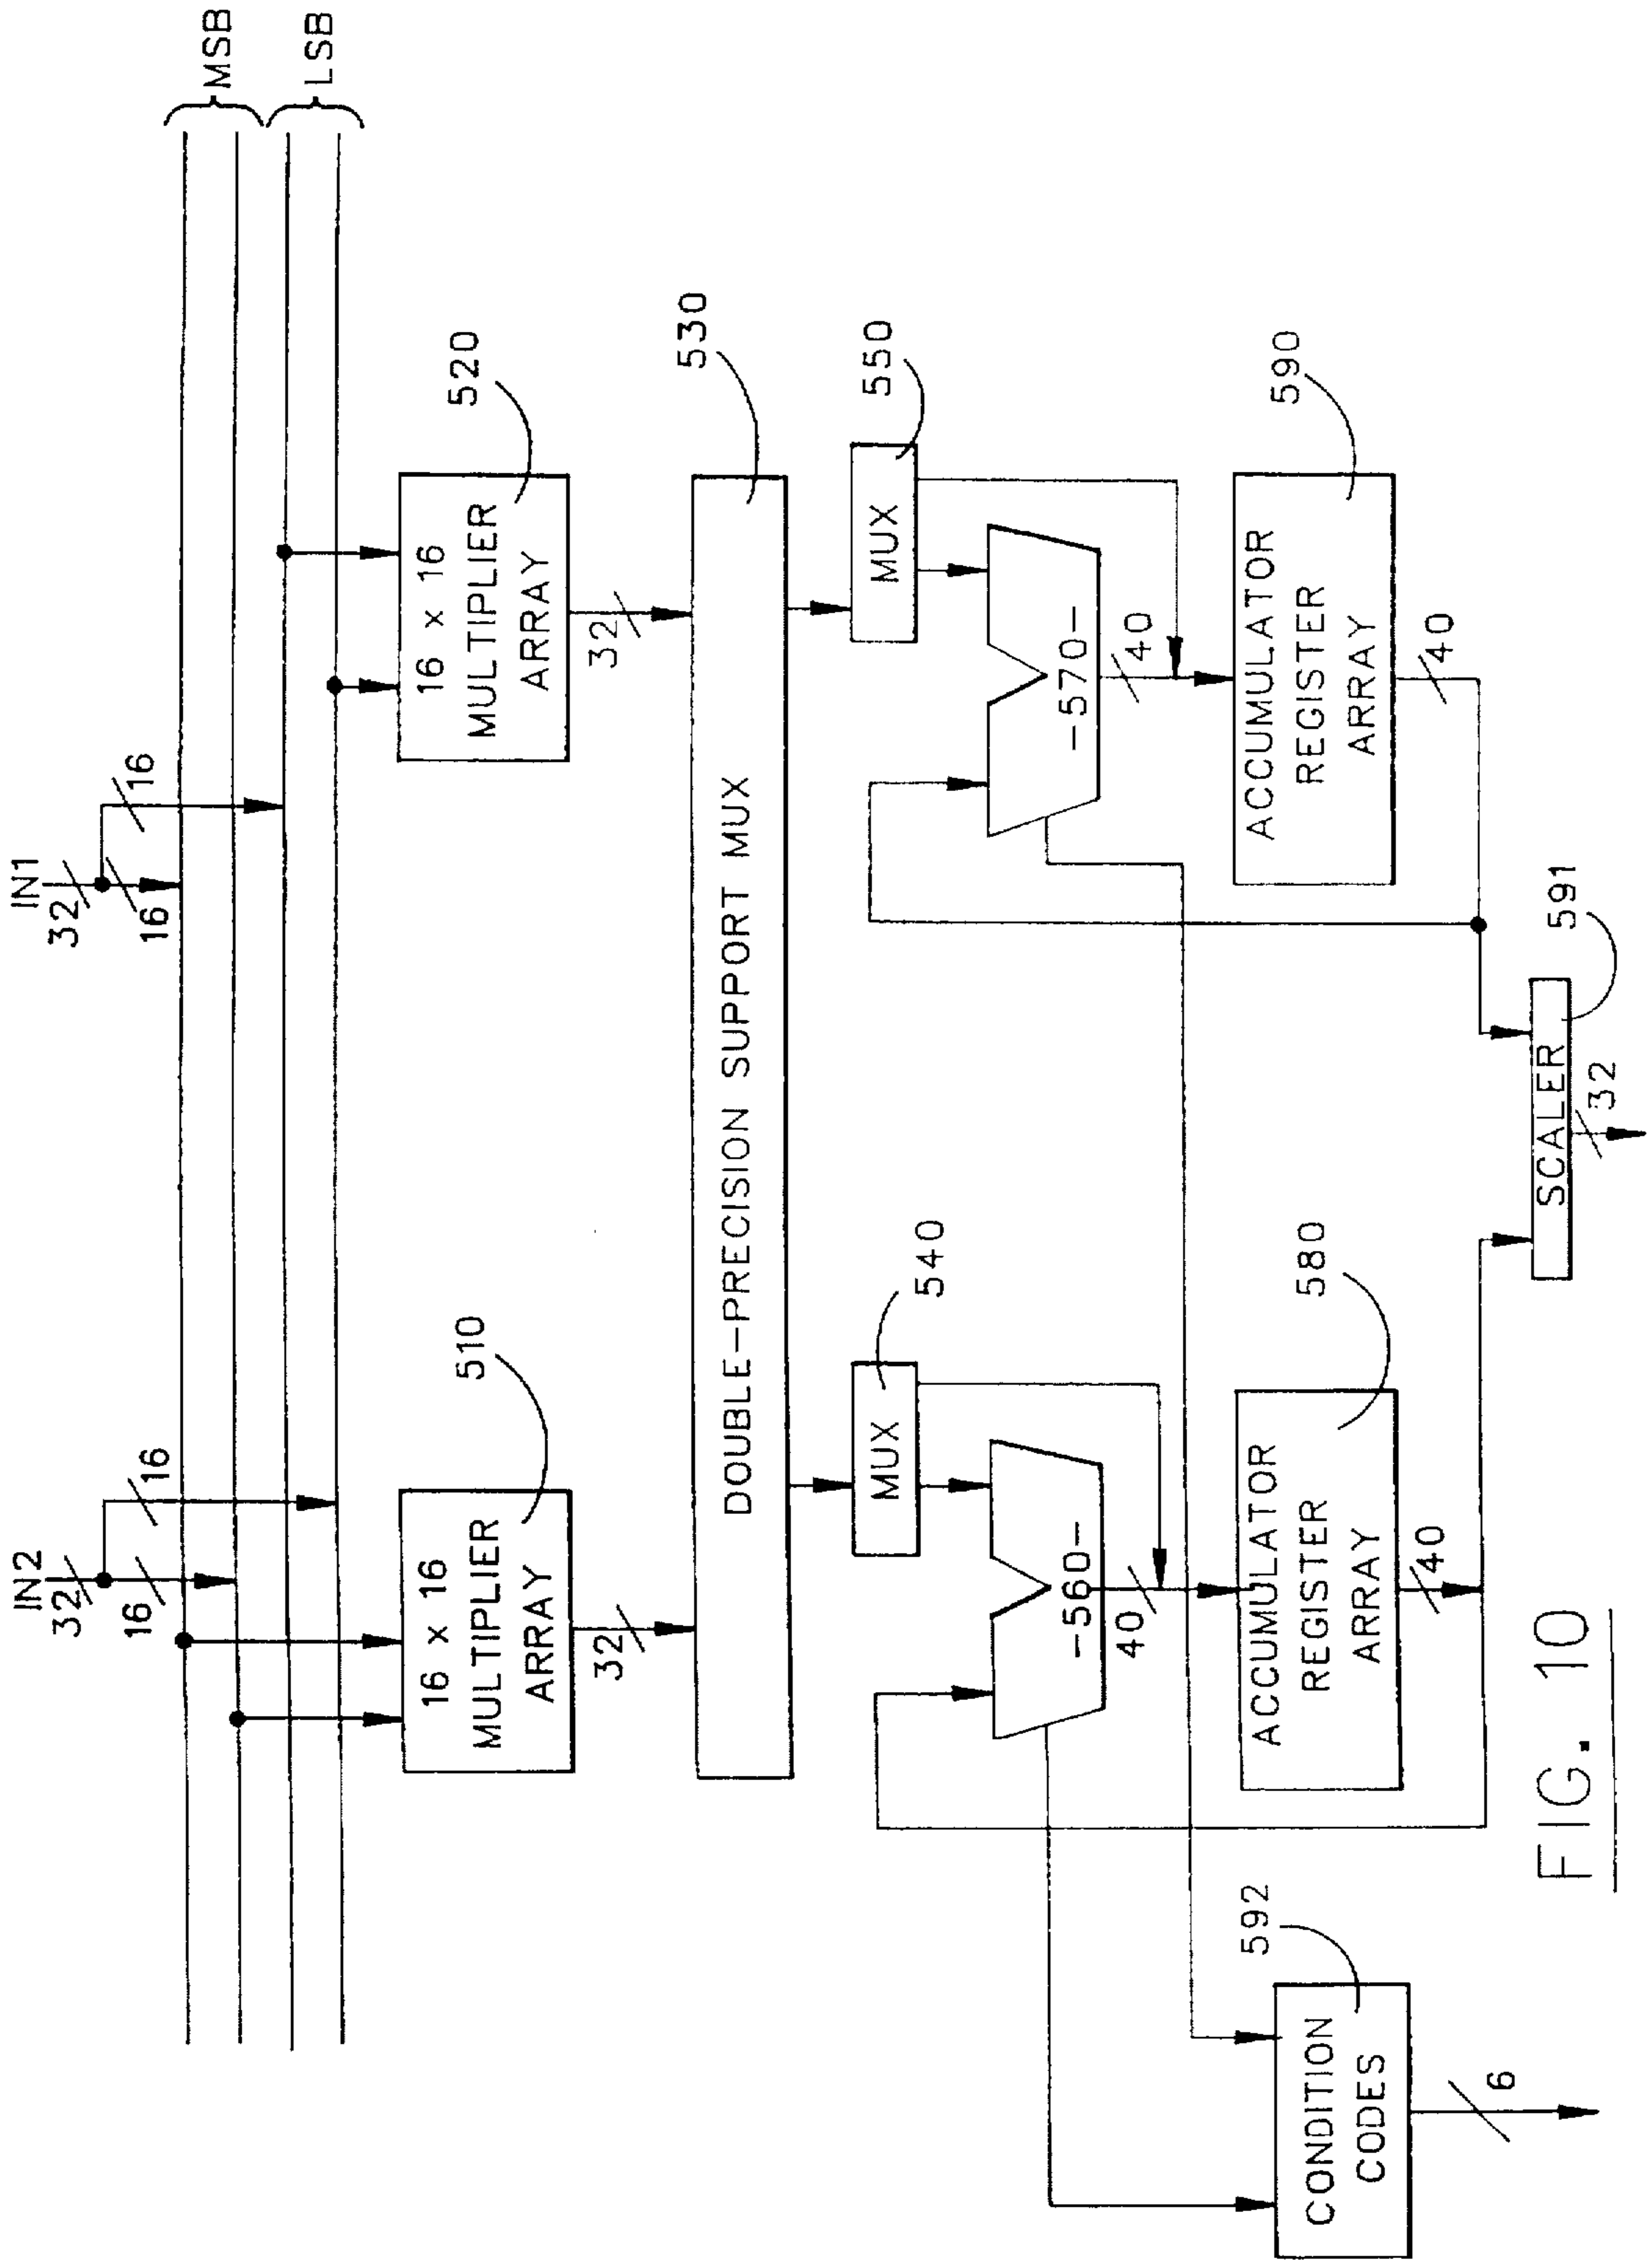 IN2
32
16
16
IN1
32
16
16
MSB
LSB
510
16 x 16
MULTIPLIER
ARRAY
32
520
16 x 16
MULTIPLIER
ARRAY
32
530
DOUBLE-PRECISION SUPPORT MUX
540
MUX
550
MUX
-560-
40
-570-
40
592
CONDITION
CODES
6
580
ACCUMULATOR
REGISTER
ARRAY
40
590
ACCUMULATOR
REGISTER
ARRAY
40
591
SCALER
32
FIG. 10